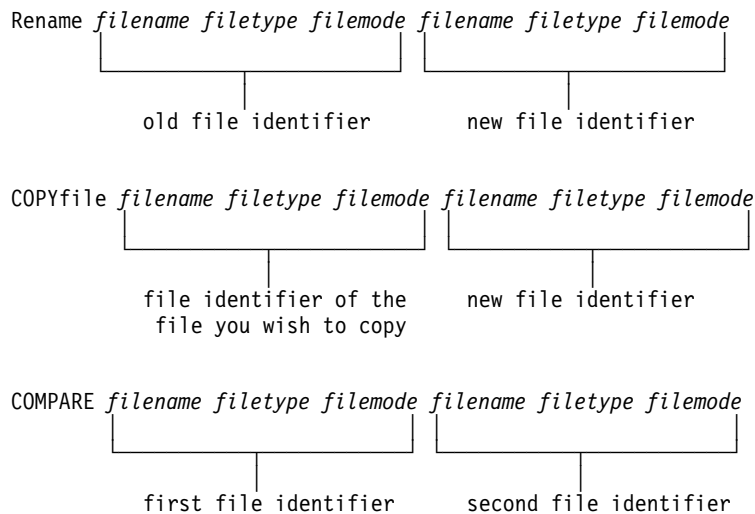 Rename filename filetype filemode filename filetype filemode
old file identifier new file identifier
COPYfile filename filetype filemode filename filetype filemode
file identifier of the new file identifier
file you wish to copy
COMPARE filename filetype filemode filename filetype filemode
first file identifier second file identifier